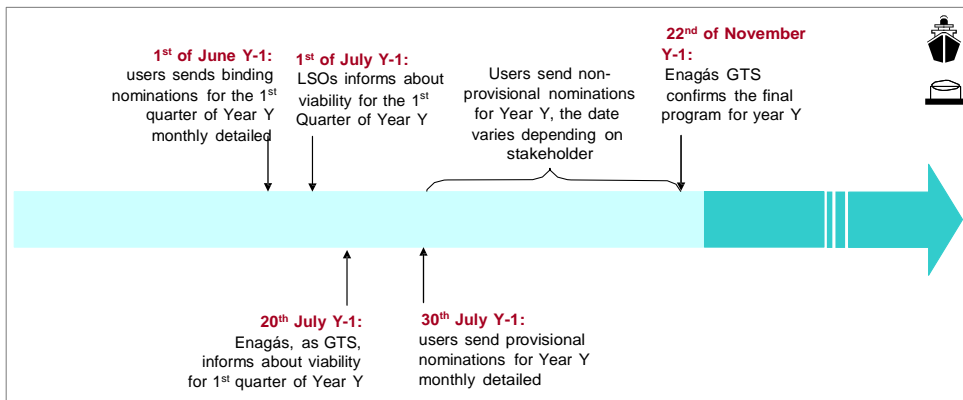 1st of June Y-1:
users sends binding
nominations for the 1st
quarter of Year Y
monthly detailed
1st of July Y-1:
LSOs informs about
viability for the 1st
Quarter of Year Y
Users send non-
provisional nominations
for Year Y, the date
varies depending on
stakeholder
22nd of November
Y-1:
Enagás GTS
confirms the final
program for year Y
20th July Y-1:
Enagás, as GTS,
informs about viability
for 1st quarter of Year Y
30th July Y-1:
users send provisional
nominations for Year Y
monthly detailed